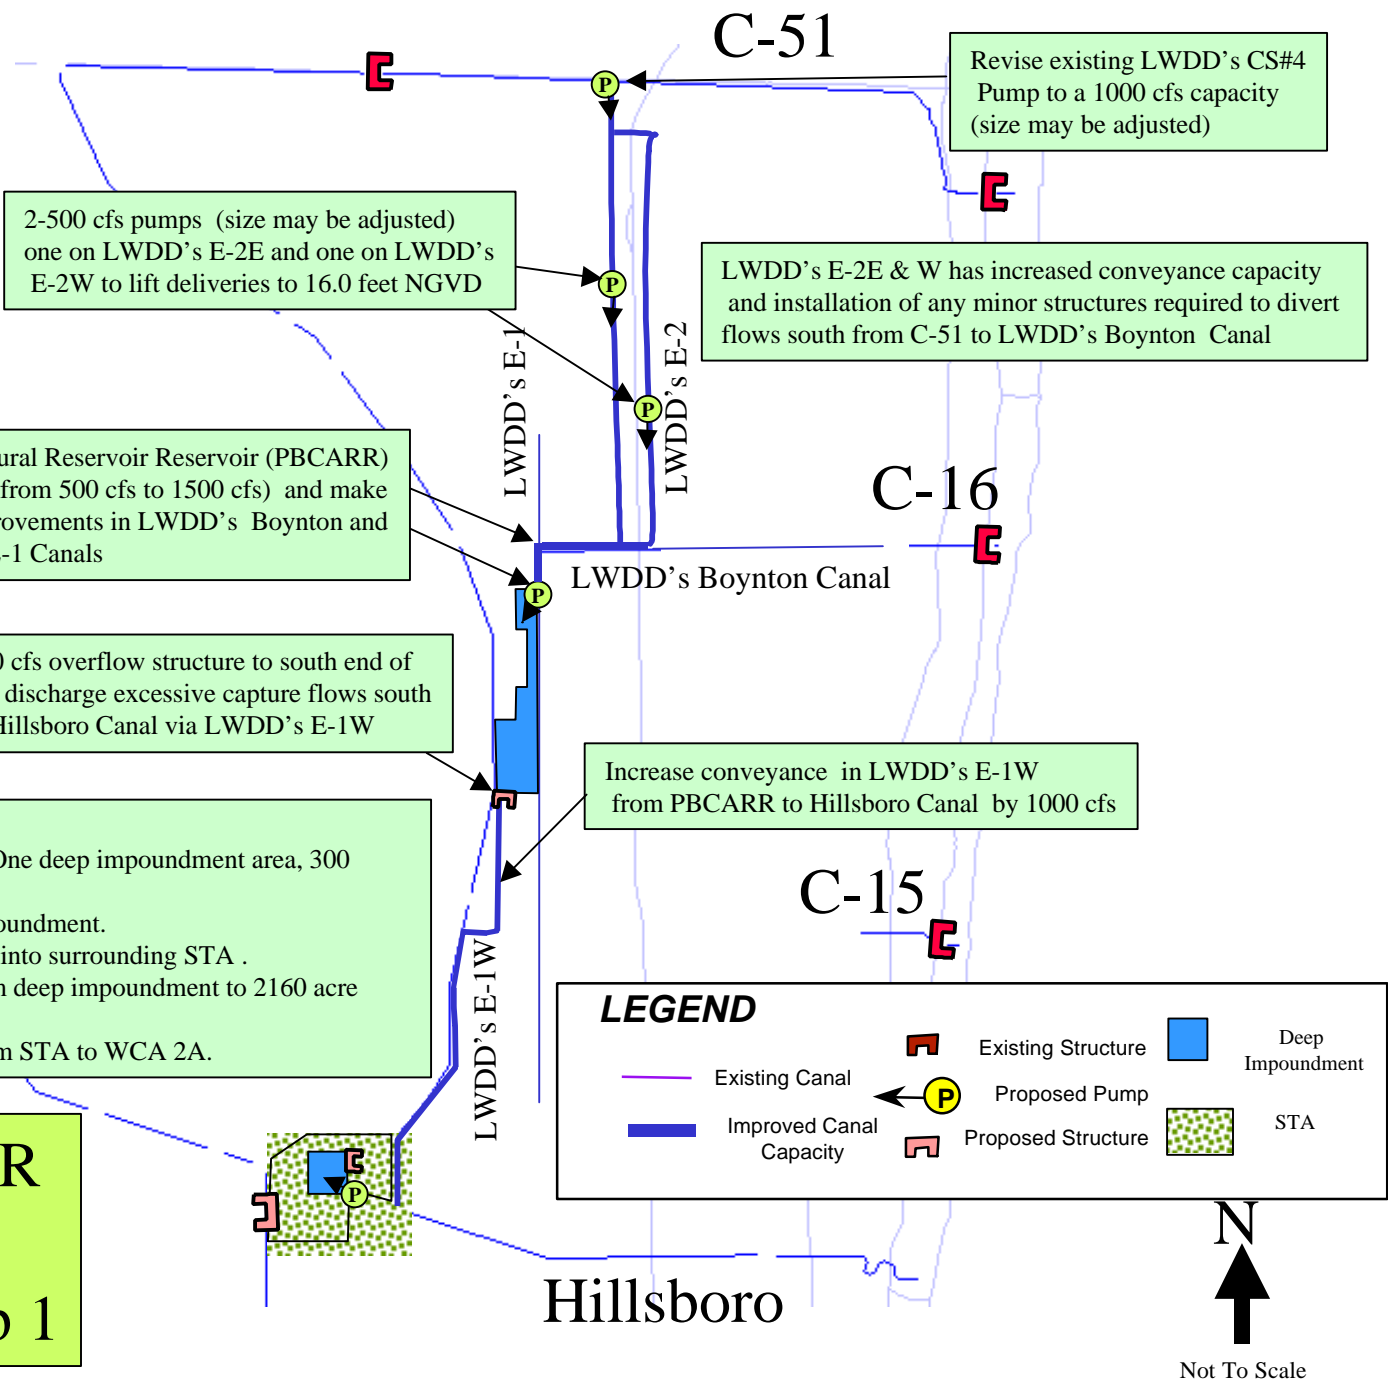 C-51
Revise existing LWDD's CS#4
Pump to a 1000 cfs capacity
(size may be adjusted)
P
2-500 cfs pumps (size may be adjusted)
one on LWDD's E-2E and one on LWDD's
E-2W to lift deliveries to 16.0 feet NGVD
P
LWDD's E-2E & W has increased conveyance capacity
and installation of any minor structures required to divert
flows south from C-51 to LWDD's Boynton Canal
LWDD's E-1
LWDD's E-2
P
ural Reservoir Reservoir (PBCARR)
from 500 cfs to 1500 cfs) and make
rovements in LWDD's Boynton and
-1 Canals
C-16
LWDD's Boynton Canal
P
0 cfs overflow structure to south end of
discharge excessive capture flows south
Hillsboro Canal via LWDD's E-1W
Increase conveyance in LWDD's E-1W
from PBCARR to Hillsboro Canal by 1000 cfs
One deep impoundment area, 300
oundment.
into surrounding STA .
n deep impoundment to 2160 acre
m STA to WCA 2A.
C-15
LWDD's E-1W
LEGEND
Existing Canal
Improved Canal
Capacity
Existing Structure
P
Proposed Pump
Proposed Structure
Deep
Impoundment
STA
R
1
P
Hillsboro
N
Not To Scale